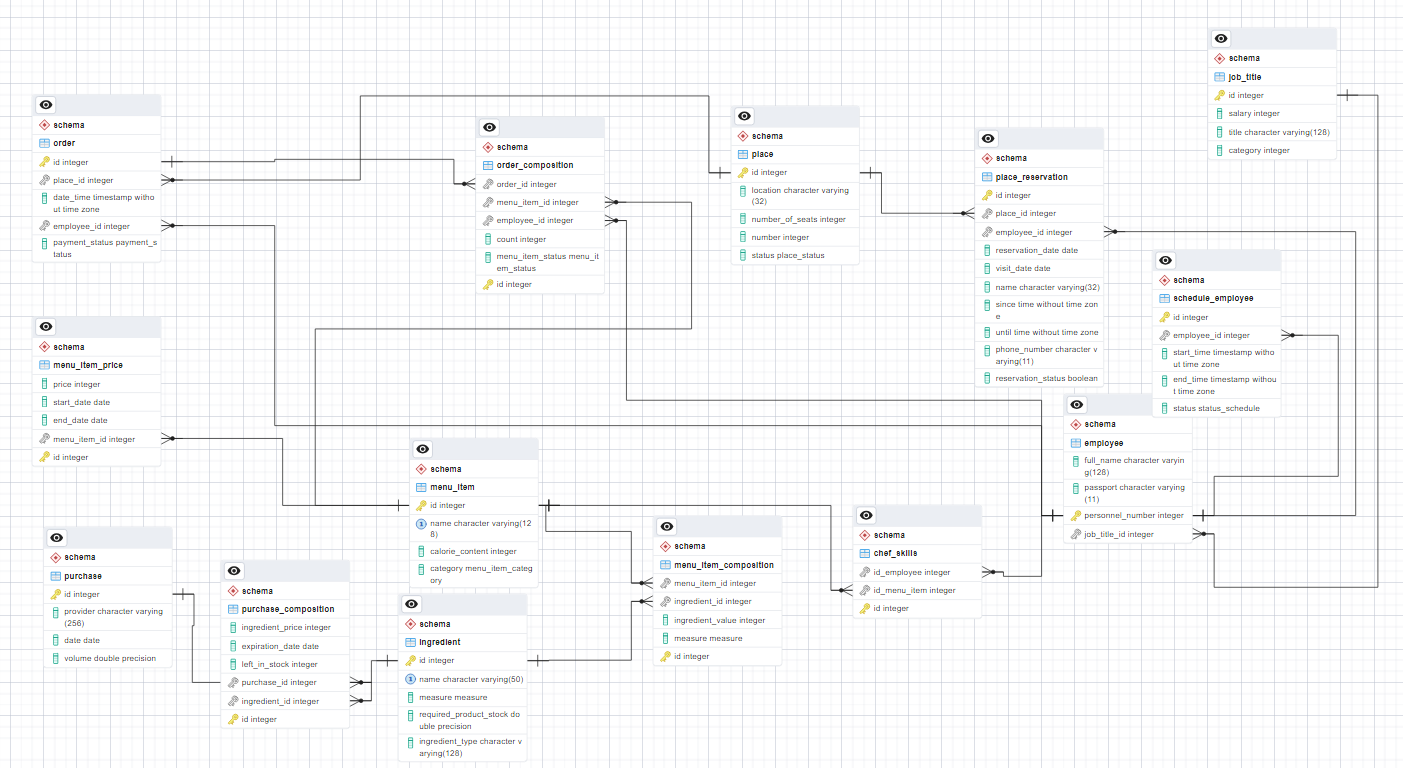 schema
order
id integer
place_id integer
date_time timestamp witho
ut time zone
employee_id integer
payment_status payment_s
tatus
schema
order_composition
order_id integer
menu_item_id integer
employee_id integer
count integer
menu_item_status menu_it
em_status
id integer
schema
place
id integer
location character varying
(32)
number_of_seats integer
number integer
status place_status
schema
place_reservation
id integer
place_id integer
employee_id integer
reservation_date date
visit_date date
name character varying(32)
since time without time zon
e
until time without time zone
phone_number character v
arying(11)
reservation_status boolean
schema
job_title
id integer
salary integer
title character varying(128)
category integer
schema
schedule_employee
id integer
employee_id integer
start_time timestamp witho
ut time zone
end_time timestamp withou
t time zone
status status_schedule
schema
menu_item_price
price integer
start_date date
end_date date
menu_item_id integer
id integer
schema
menu_item
id integer
1
name character varying(12
8)
calorie_content integer
category menu_item_categ
ory
schema
employee
full_name character varyin
g(128)
passport character varying
(11)
personnel_number integer
job_title_id integer
schema
purchase
id integer
provider character varying
(256)
date date
volume double precision
schema
purchase_composition
ingredient_price integer
expiration_date date
left_in_stock integer
purchase_id integer
ingredient_id integer
id integer
schema
ingredient
id integer
1
name character varying(50)
measure measure
required_product_stock do
uble precision
ingredient_type character v
arying(128)
schema
menu_item_composition
menu_item_id integer
ingredient_id integer
ingredient_value integer
measure measure
id integer
schema
chef_skills
id_employee integer
id_menu_item integer
id integer